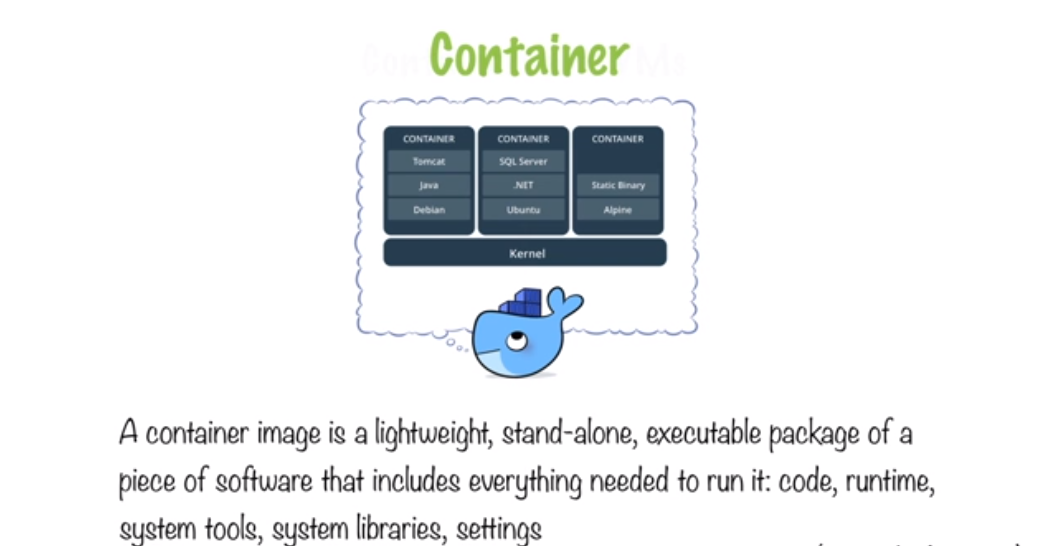 Container
CONTAINER CONTAINER CONTAINER
Tomcat SQL Server
Java .NET Static Binary
Debian Ubuntu Alpine
Kernel
A container image is a lightweight, stand-alone, executable package of a
piece of software that includes everything needed to run it: code, runtime,
system tools, system libraries, settings